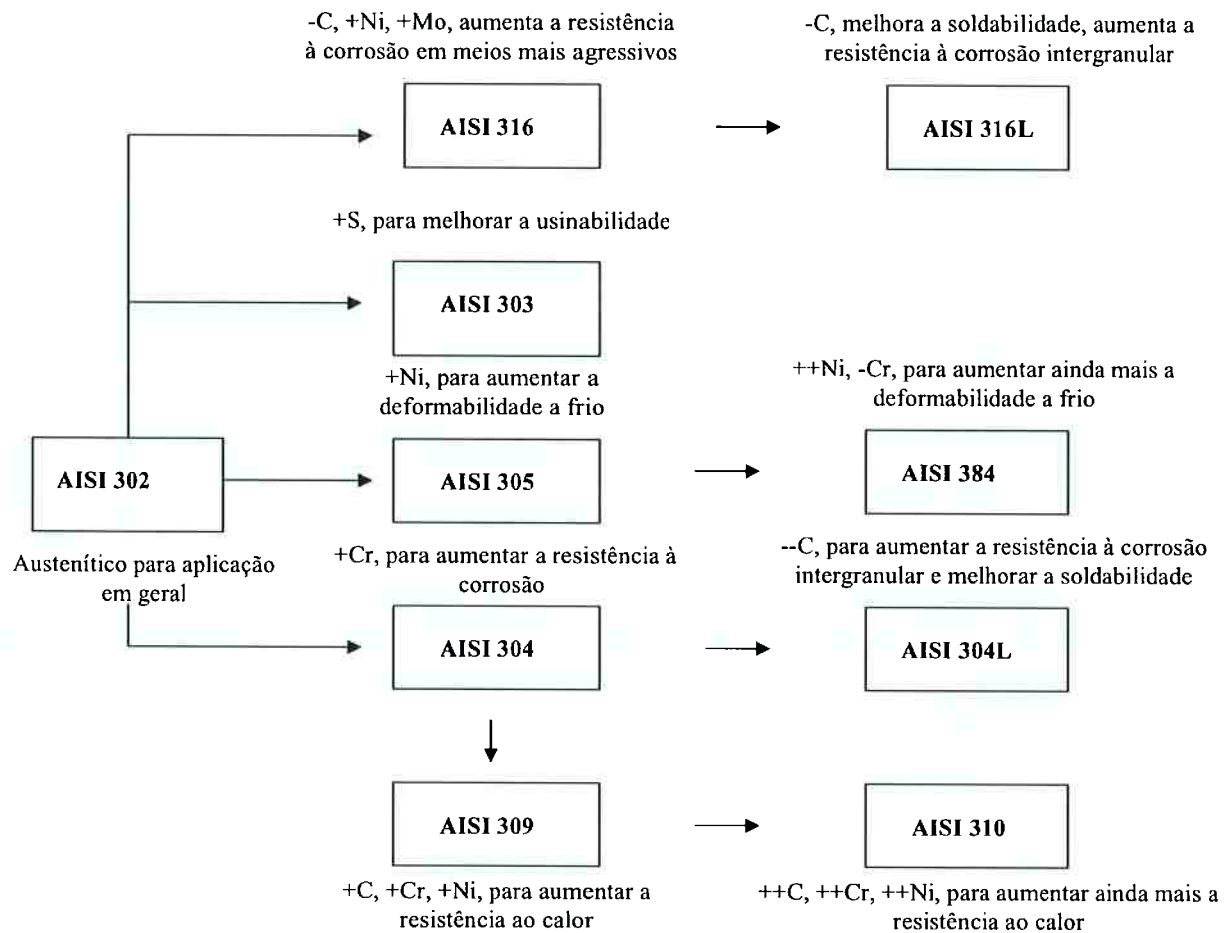 -C, +Ni, +Mo, aumenta a resistência
à corrosão em meios mais agressivos
-C, melhora a soldabilidade, aumenta a
resistência à corrosão intergranular
AISI 316
AISI 316L
+S, para melhorar a usinabilidade
AISI 303
+Ni, para aumentar a
deformabilidade a frio
++Ni, -Cr, para aumentar ainda mais a
deformabilidade a frio
AISI 302
AISI 305
AISI 384
Austenítico para aplicação
em geral
+Cr, para aumentar a resistência à
corrosão
--C, para aumentar a resistência à corrosão
intergranular e melhorar a soldabilidade
AISI 304
AISI 304L
AISI 309
AISI 310
+C, +Cr, +Ni, para aumentar a
resistência ao calor
++C, ++Cr, ++Ni, para aumentar ainda mais a
resistência ao calor